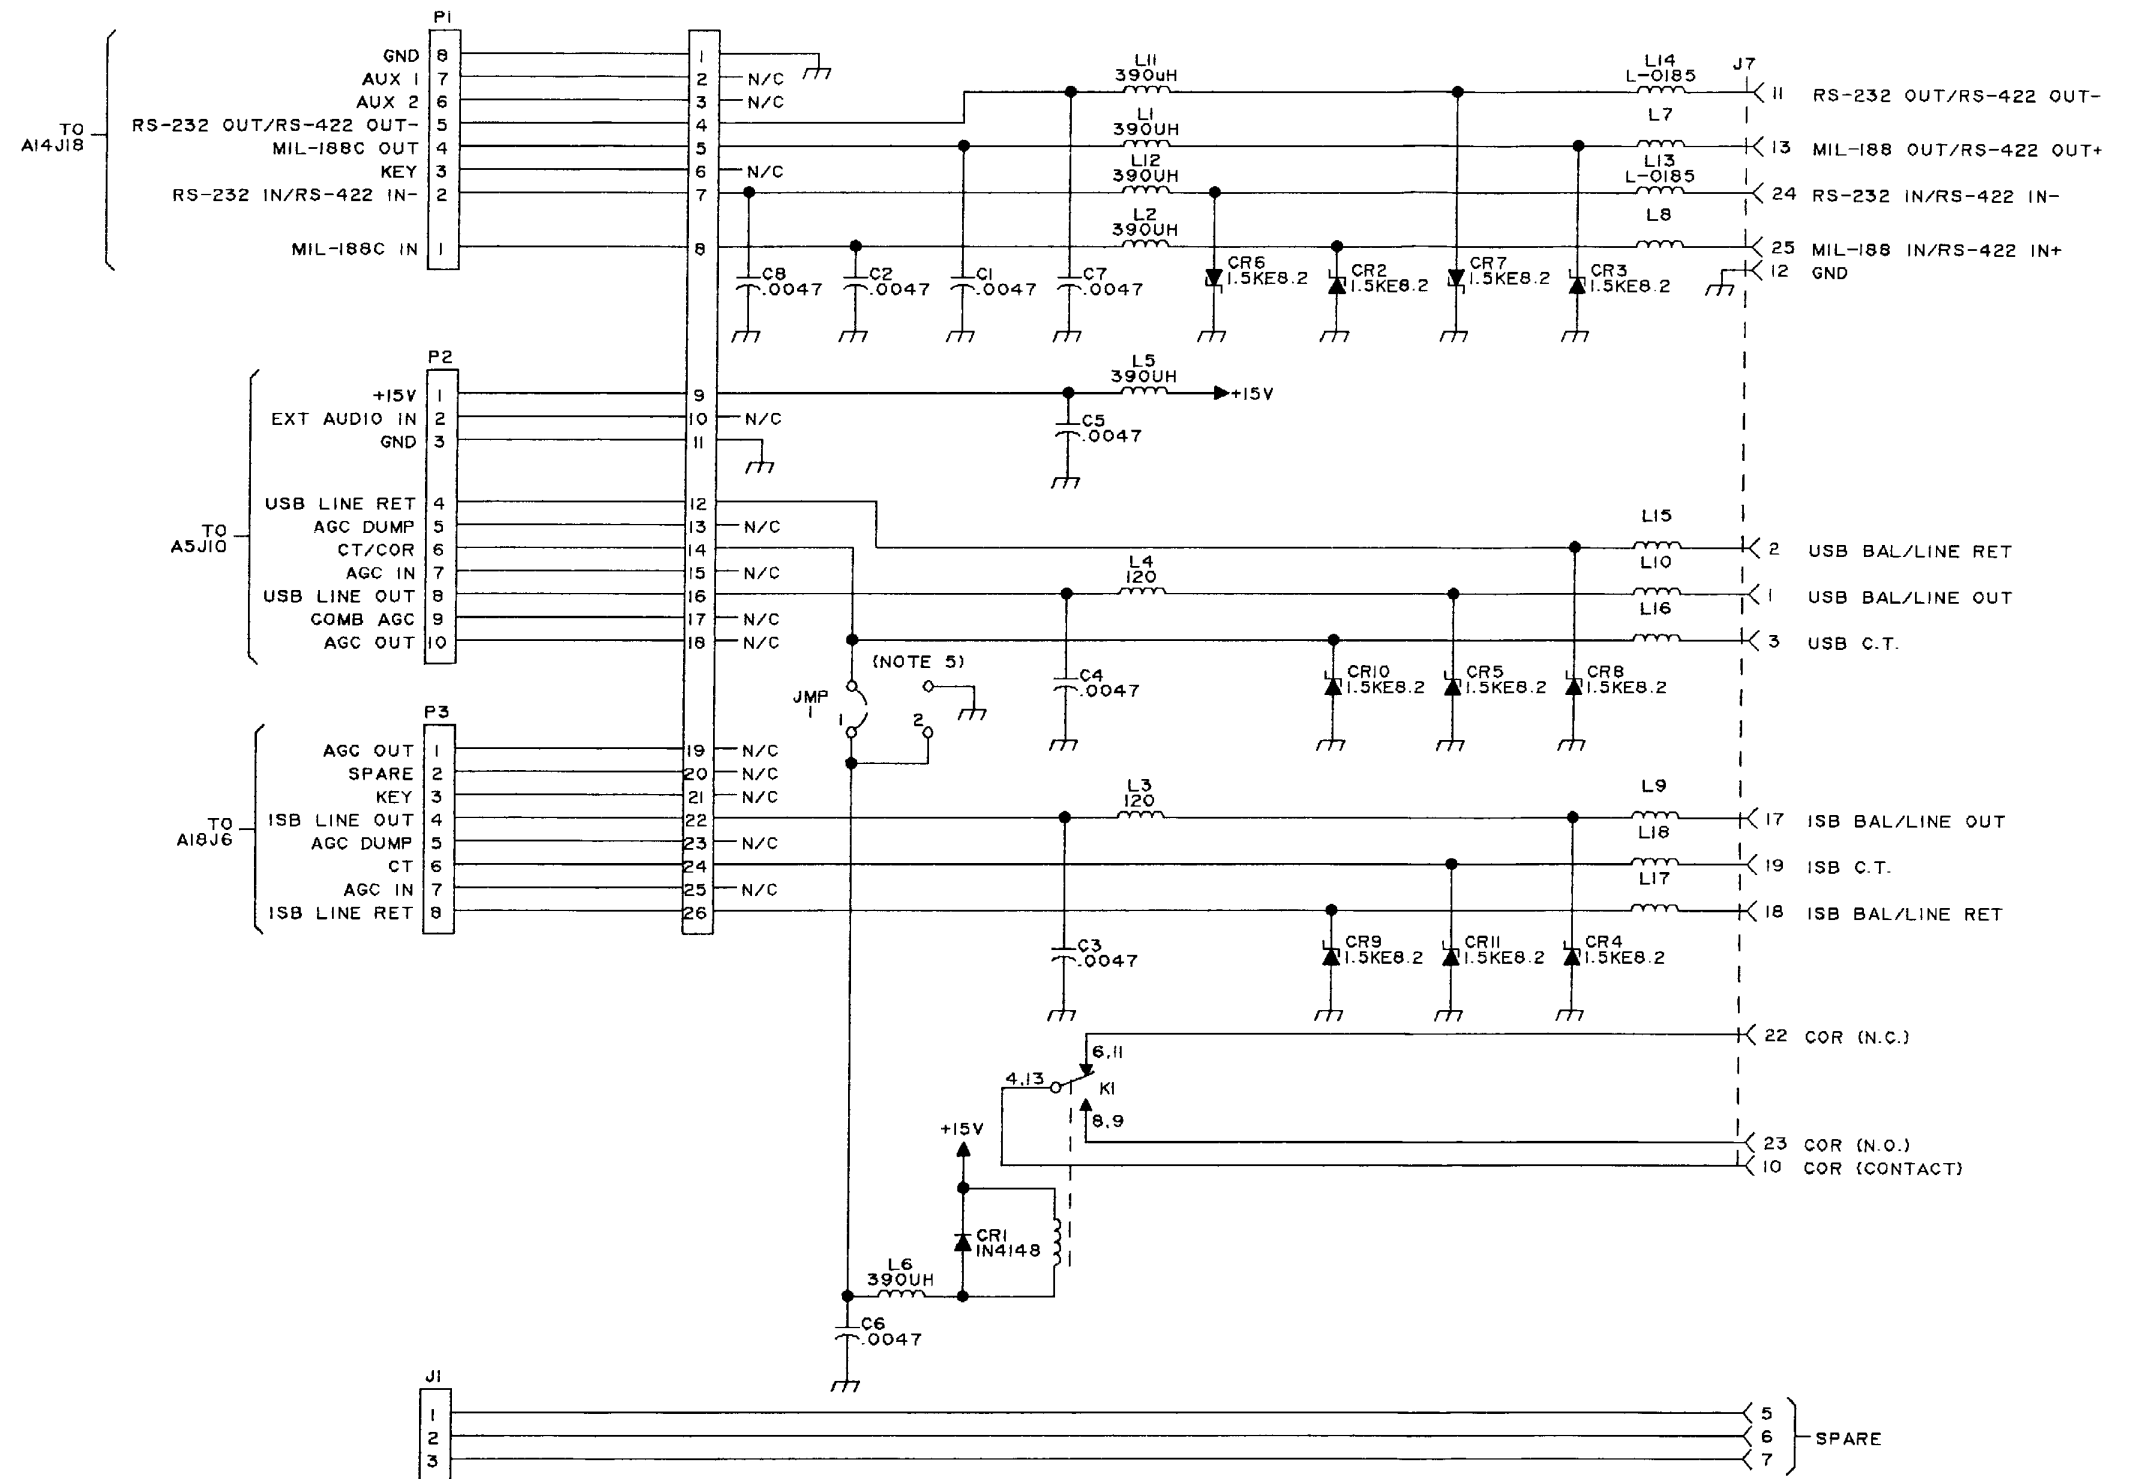 P1
TO
A14J18
GND 8 1
AUX 1 7 2 N/C
AUX 2 6 3 N/C
RS-232 OUT/RS-422 OUT- 5 4
MIL-188C OUT 4 5
KEY 3 6 N/C
RS-232 IN/RS-422 IN- 2 7
MIL-188C IN 1 8
L11
390uH
L1
390UH
L12
390UH
L2
390UH
L14
L-0185
L7
L13
L-0185
L8
J7
11 RS-232 OUT/RS-422 OUT-
13 MIL-188 OUT/RS-422 OUT+
24 RS-232 IN/RS-422 IN-
25 MIL-188 IN/RS-422 IN+
12 GND
C8
.0047
C2
.0047
C1
.0047
C7
.0047
CR6
1.5KE8.2
CR2
1.5KE8.2
CR7
1.5KE8.2
CR3
1.5KE8.2
P2
TO
A5J10
+15V 1 9
EXT AUDIO IN 2 10 N/C
GND 3 11
USB LINE RET 4 12
AGC DUMP 5 13 N/C
CT/COR 6 14
AGC IN 7 15 N/C
USB LINE OUT 8 16
COMB AGC 9 17 N/C
AGC OUT 10 18 N/C
L5
390UH
+15V
C5
.0047
L4
120
L15
L10
L16
2 USB BAL/LINE RET
1 USB BAL/LINE OUT
3 USB C.T.
(NOTE 5)
JMP
1
1
2
C4
.0047
CR10
1.5KE8.2
CR5
1.5KE8.2
CR8
1.5KE8.2
P3
TO
A18J6
AGC OUT 1 19 N/C
SPARE 2 20 N/C
KEY 3 21 N/C
ISB LINE OUT 4 22
AGC DUMP 5 23 N/C
CT 6 24
AGC IN 7 25 N/C
ISB LINE RET 8 26
L3
120
L9
L18
L17
17 ISB BAL/LINE OUT
19 ISB C.T.
18 ISB BAL/LINE RET
C3
.0047
CR9
1.5KE8.2
CR11
1.5KE8.2
CR4
1.5KE8.2
22 COR (N.C.)
6,11
4,13
K1
8,9
23 COR (N.O.)
10 COR (CONTACT)
+15V
CR1
1N4148
L6
390UH
C6
.0047
J1
1 5
2 6 SPARE
3 7